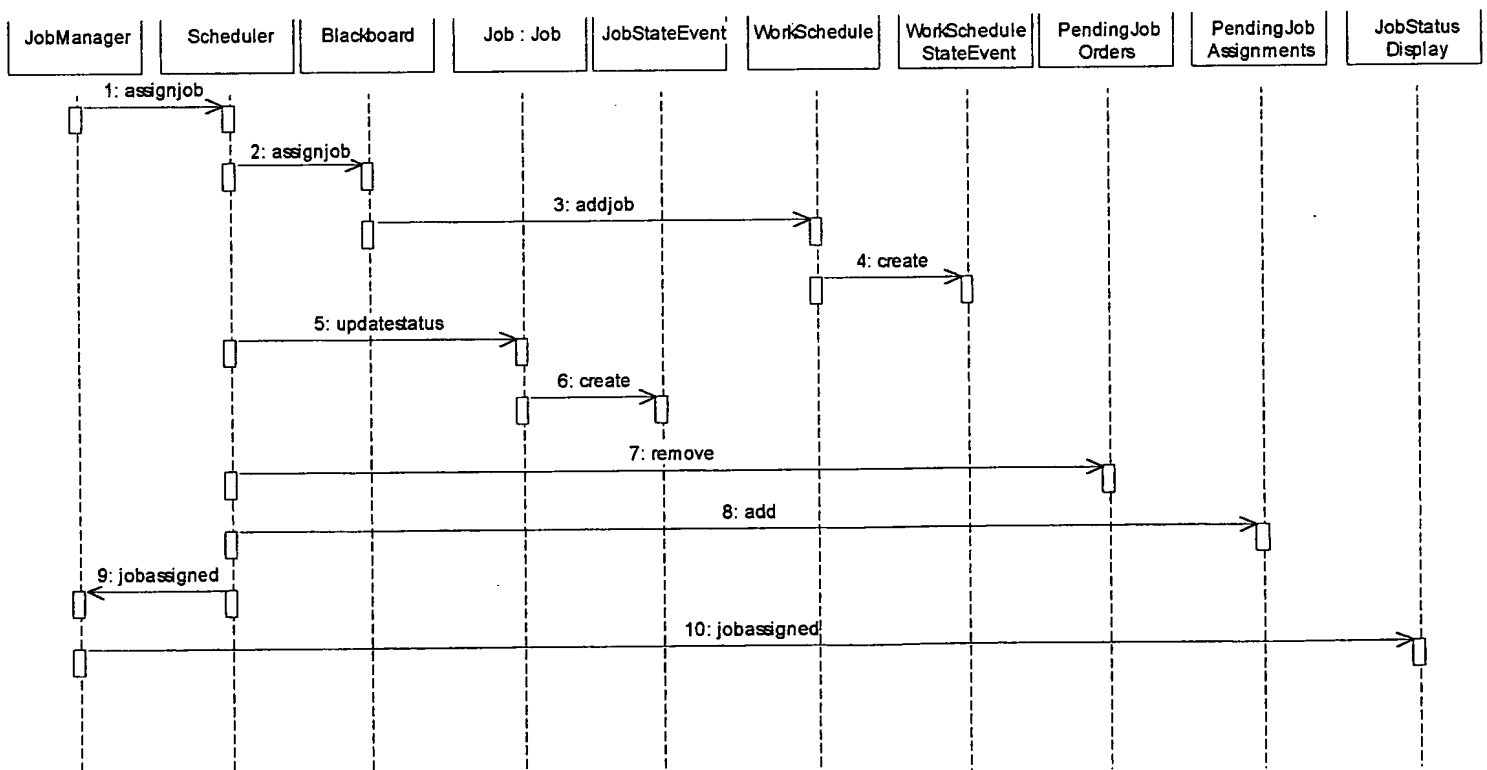 JobManager
Scheduler
Blackboard
Job : Job
JobStateEvent
WorkSchedule
WorkSchedule
StateEvent
PendingJob
Orders
PendingJob
Assignments
JobStatus
Display
1: assignjob
2: assignjob
3: addjob
4: create
5: updatestatus
6: create
7: remove
8: add
9: jobassigned
10: jobassigned